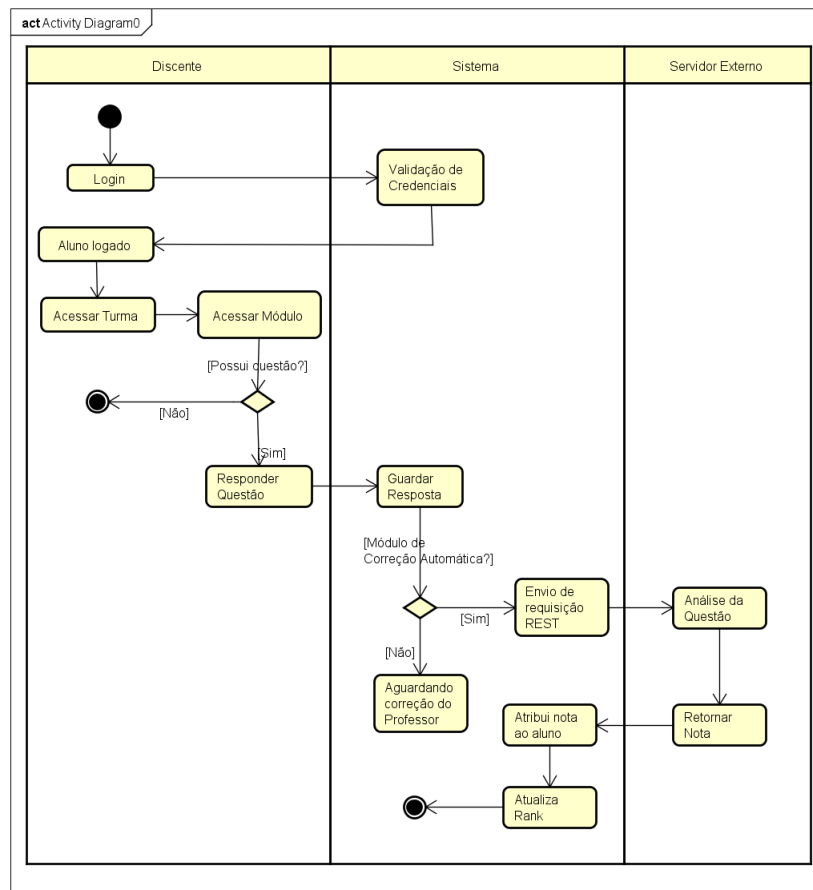 act Activity Diagram0
Discente
Sistema
Servidor Externo
Login
Validação de
Credenciais
Aluno logado
Acessar Turma
Acessar Módulo
[Possui questão?]
[Não]
[Sim]
Responder
Questão
Guardar
Resposta
[Módulo de
Correção Automática?]
[Sim]
Envio de
requisição
REST
Análise da
Questão
[Não]
Aguardando
correção do
Professor
Atribui nota
ao aluno
Retornar
Nota
Atualiza
Rank